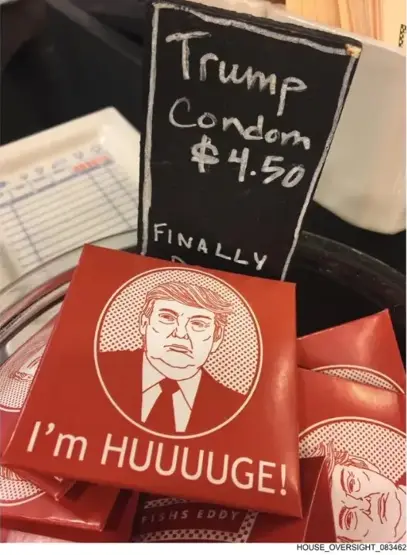 Trump
Condom
$4.50
FINALLY
I'm HUUUUGE!
FISHS EDDY
HOUSE_OVERSIGHT_083462